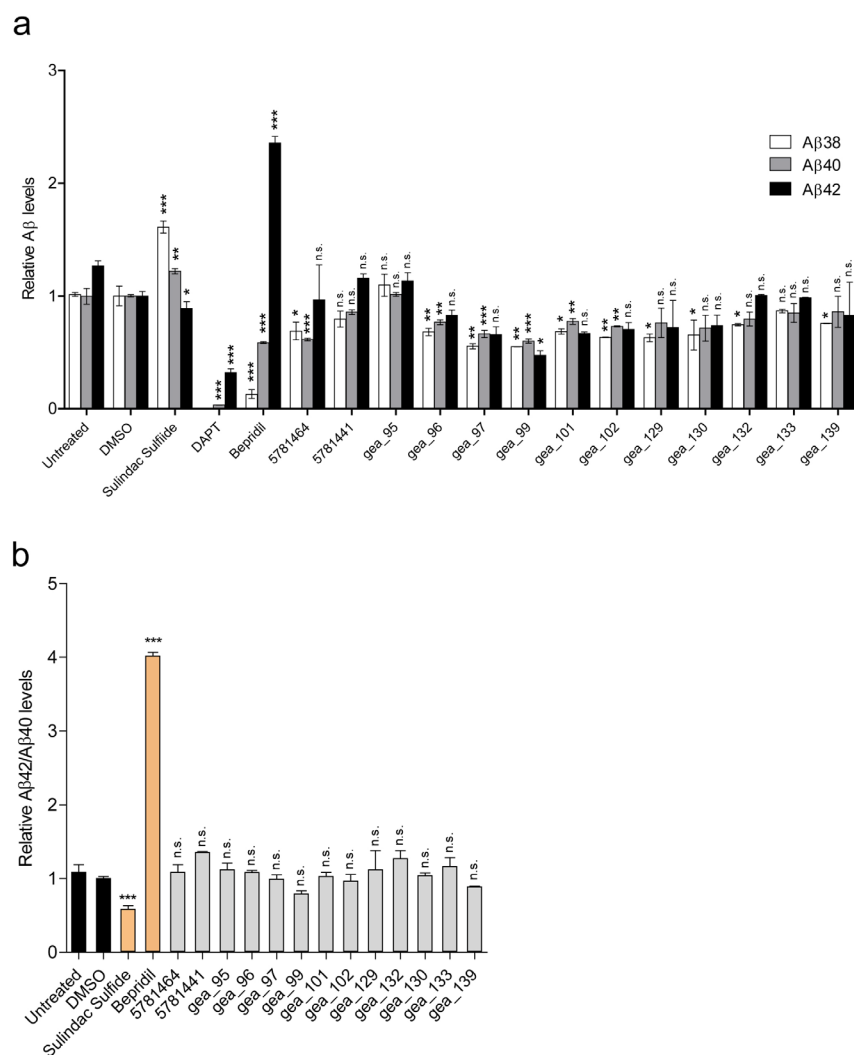 a
Relative Aβ levels
3
2
1
0
Aβ38
Aβ40
Aβ42
***
**
*
***
***
***
***
***
*
***
n.s.
n.s.
n.s.
n.s.
n.s.
n.s.
n.s.
**
**
n.s.
**
***
n.s.
**
***
*
*
**
n.s.
**
**
n.s.
*
n.s.
n.s.
*
n.s.
n.s.
*
n.s.
n.s.
n.s.
n.s.
n.s.
*
n.s.
n.s.
Untreated
DMSO
Sulindac Sulfiide
DAPT
Bepridil
5781464
5781441
gea_95
gea_96
gea_97
gea_99
gea_101
gea_102
gea_129
gea_130
gea_132
gea_133
gea_139
b
Relative Aβ42/Aβ40 levels
5
4
3
2
1
0
***
***
n.s.
n.s.
n.s.
n.s.
n.s.
n.s.
n.s.
n.s.
n.s.
n.s.
n.s.
n.s.
n.s.
Untreated
DMSO
Sulindac Sulfide
Bepridil
5781464
5781441
gea_95
gea_96
gea_97
gea_99
gea_101
gea_102
gea_129
gea_132
gea_130
gea_133
gea_139